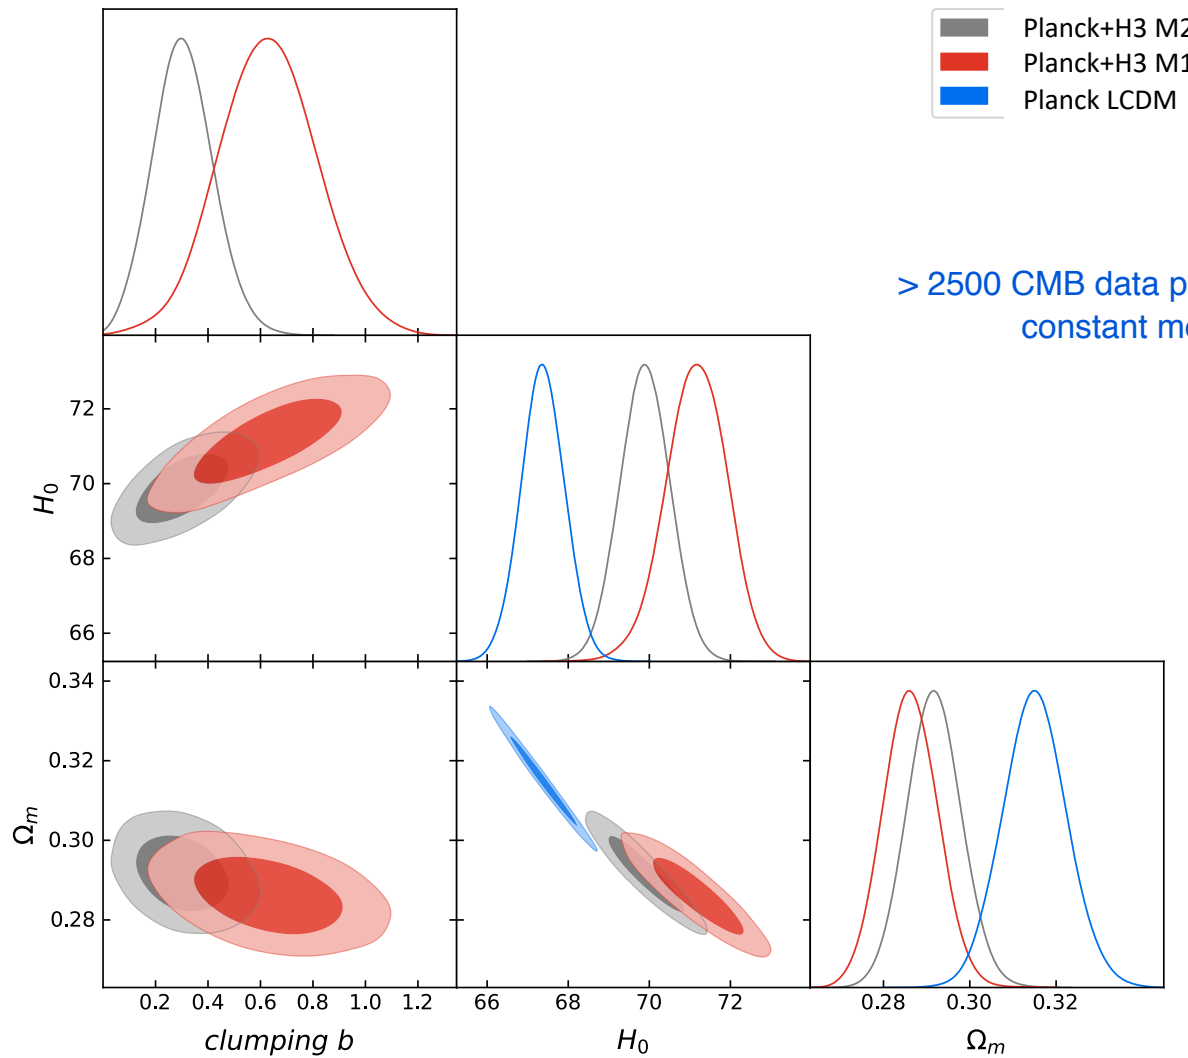 Planck+H3 M2
Planck+H3 M1
Planck LCDM
> 2500 CMB data p
constant m
72
70
68
66
H₀
0.34
0.32
0.30
0.28
Ωₘ
0.2 0.4 0.6 0.8 1.0 1.2
66 68 70 72
0.28 0.30 0.32
clumping b
H₀
Ωₘ